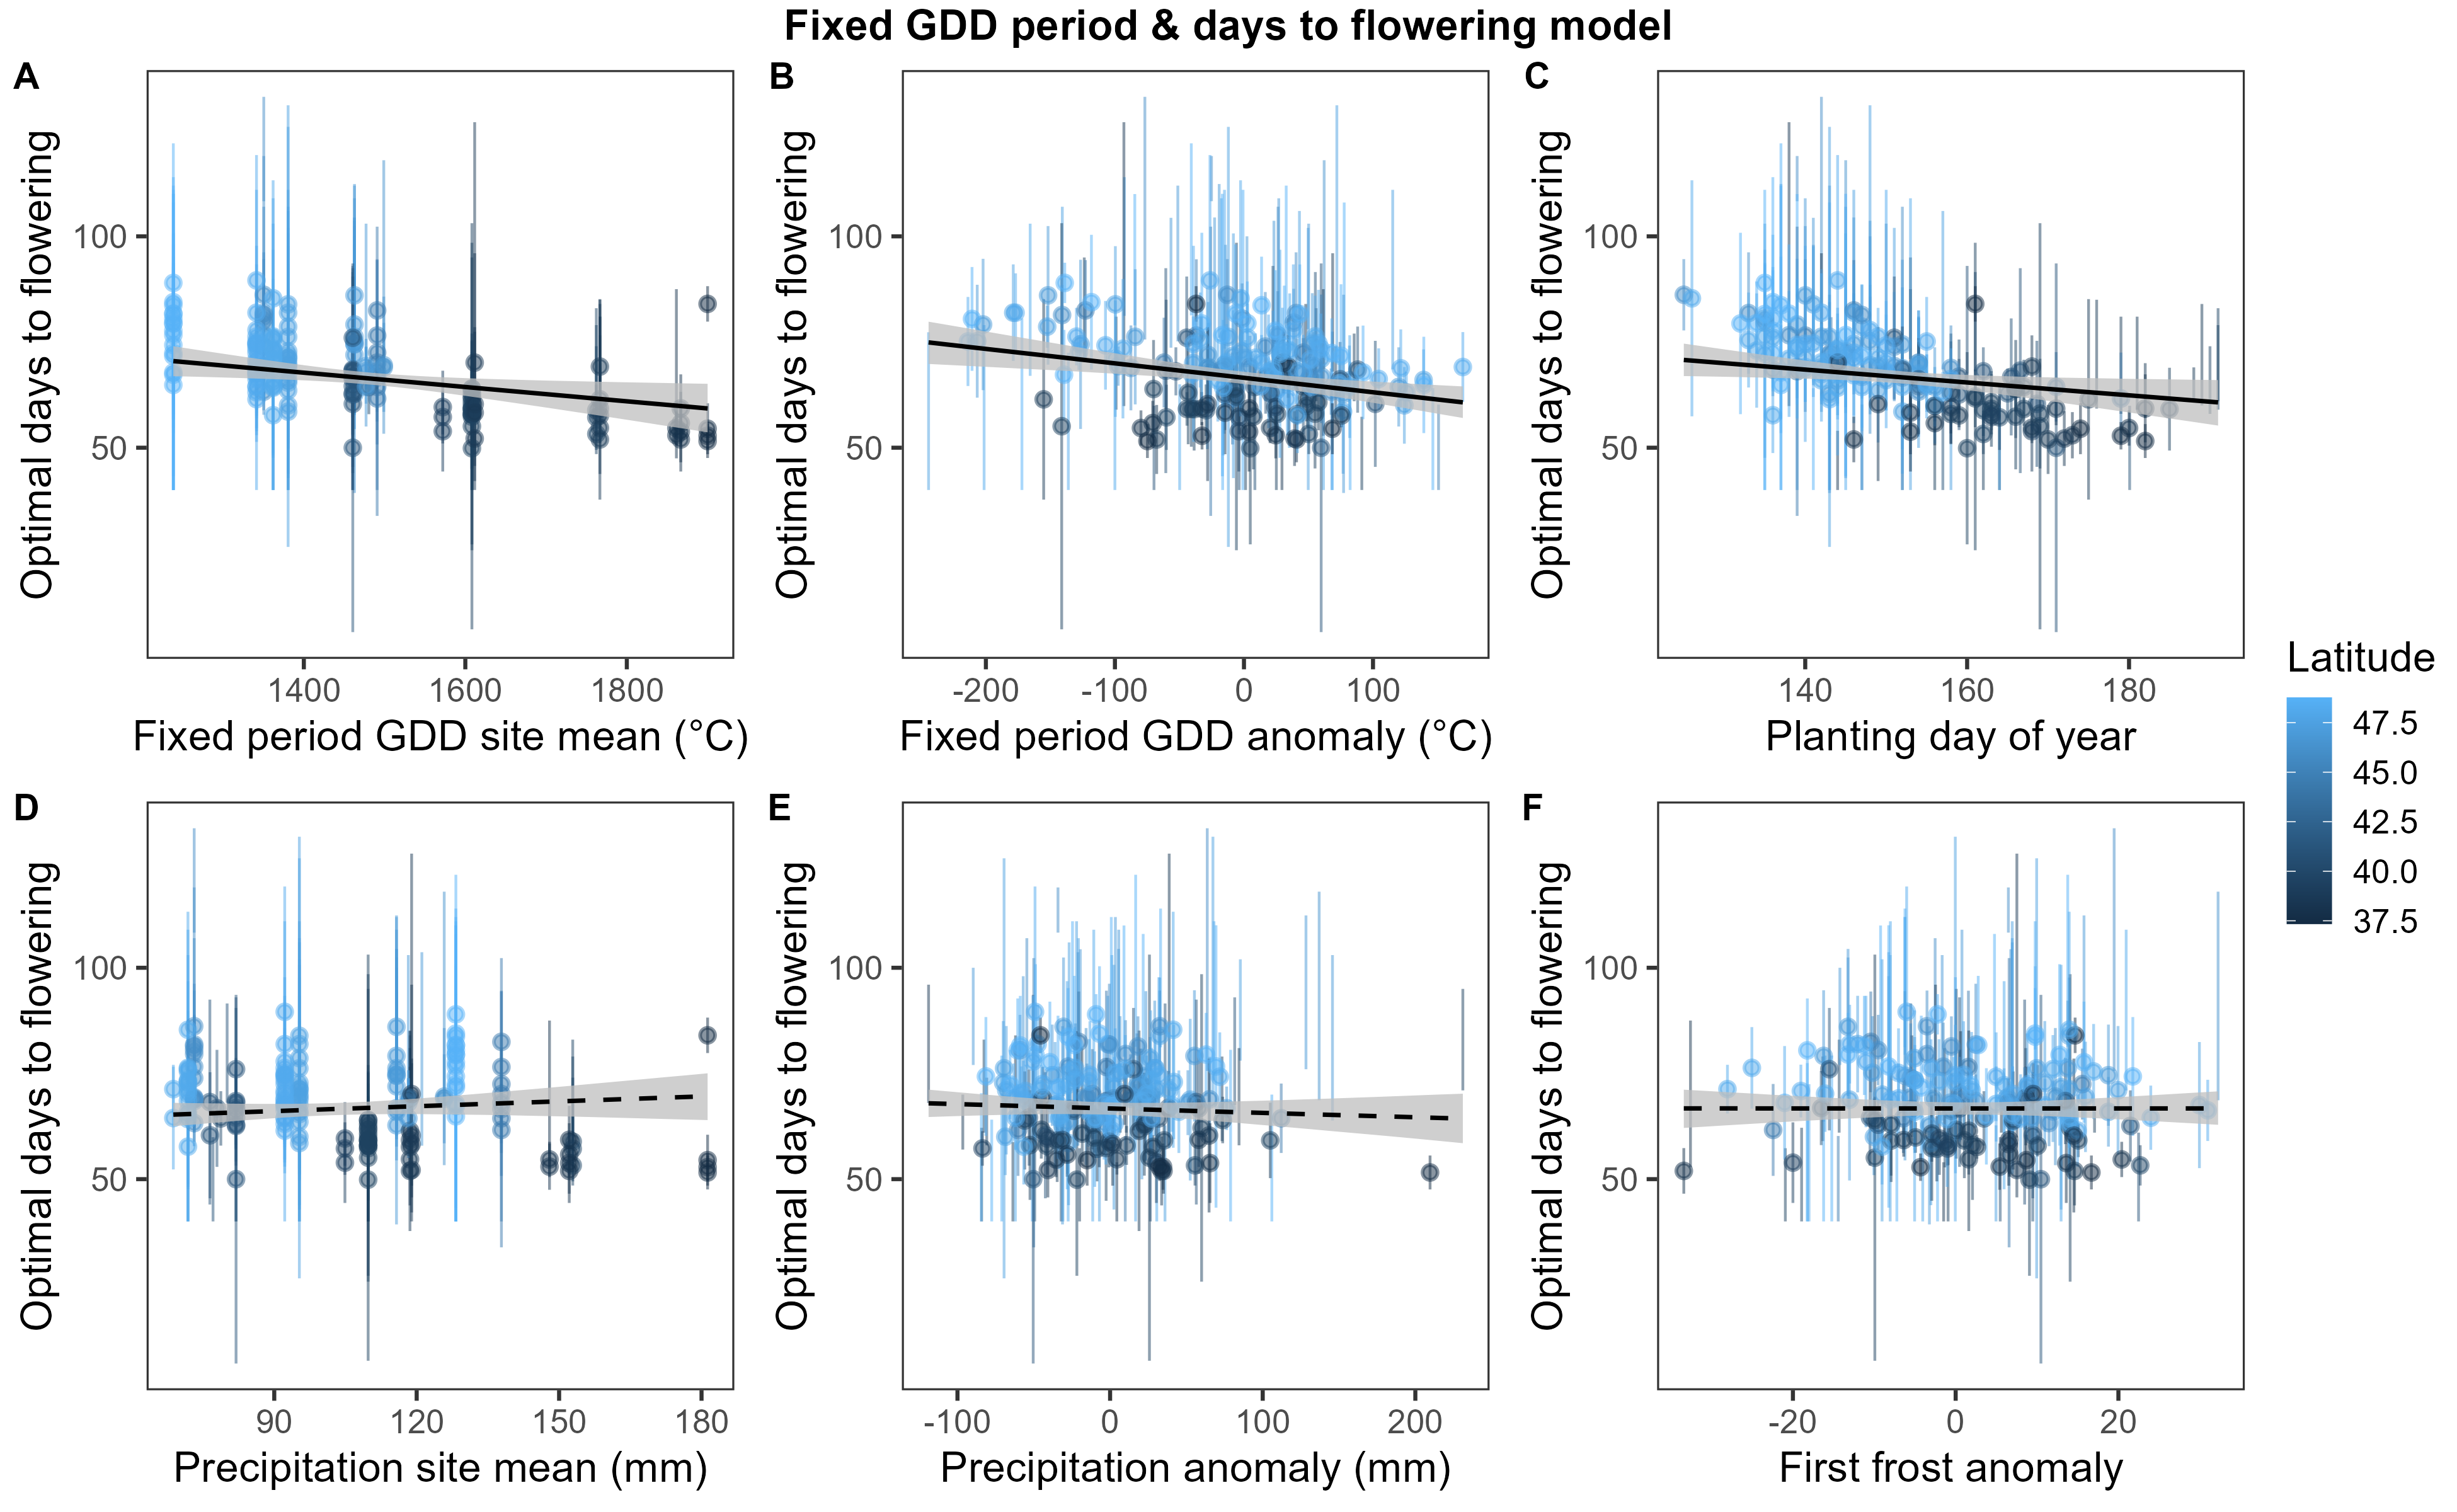 Fixed GDD period & days to flowering model
A
B
C
Optimal days to flowering
100
50
1400
1600
1800
Fixed period GDD site mean (°C)
Optimal days to flowering
100
50
-200
-100
0
100
Fixed period GDD anomaly (°C)
Optimal days to flowering
100
50
140
160
180
Planting day of year
Latitude
47.5
45.0
42.5
40.0
37.5
D
E
F
Optimal days to flowering
100
50
90
120
150
180
Precipitation site mean (mm)
Optimal days to flowering
100
50
-100
0
100
200
Precipitation anomaly (mm)
Optimal days to flowering
100
50
-20
0
20
First frost anomaly